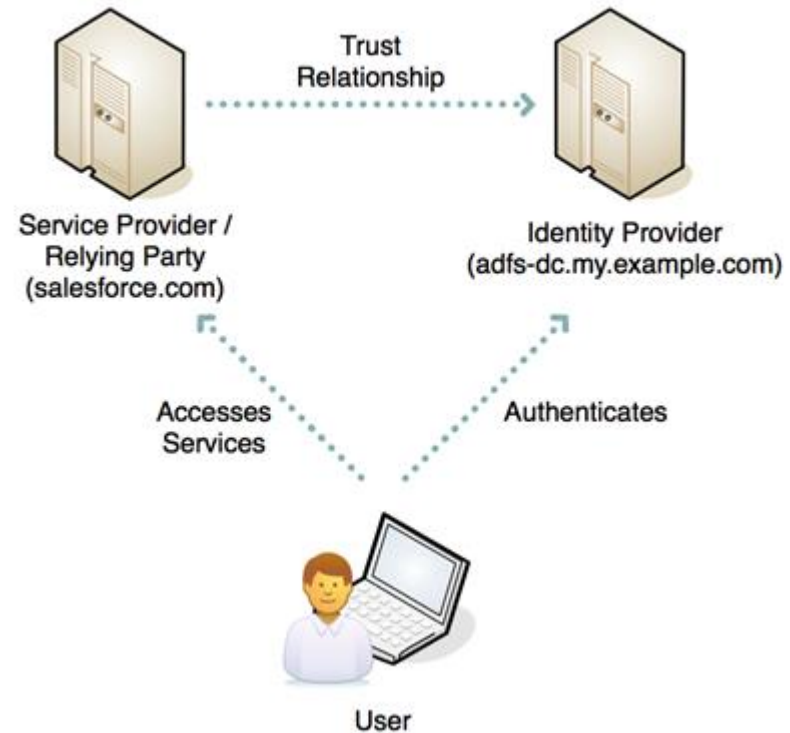 Trust
Relationship
Service Provider /
Relying Party
(salesforce.com)
Identity Provider
(adfs-dc.my.example.com)
Accesses
Services
Authenticates
User